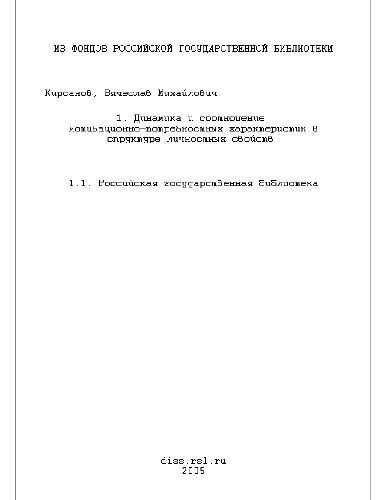 ИЗ ФОНДОВ РОССИЙСКОЙ ГОСУДАРСТВЕННОЙ БИБЛИОТЕКИ
Кирсанов, Вячеслав Михайлович
1. Динамика и соотношение
мотивационно-потребностных характеристик в
структуре личностных свойств
1.1. Российская государственная библиотека
diss.rsl.ru
2005